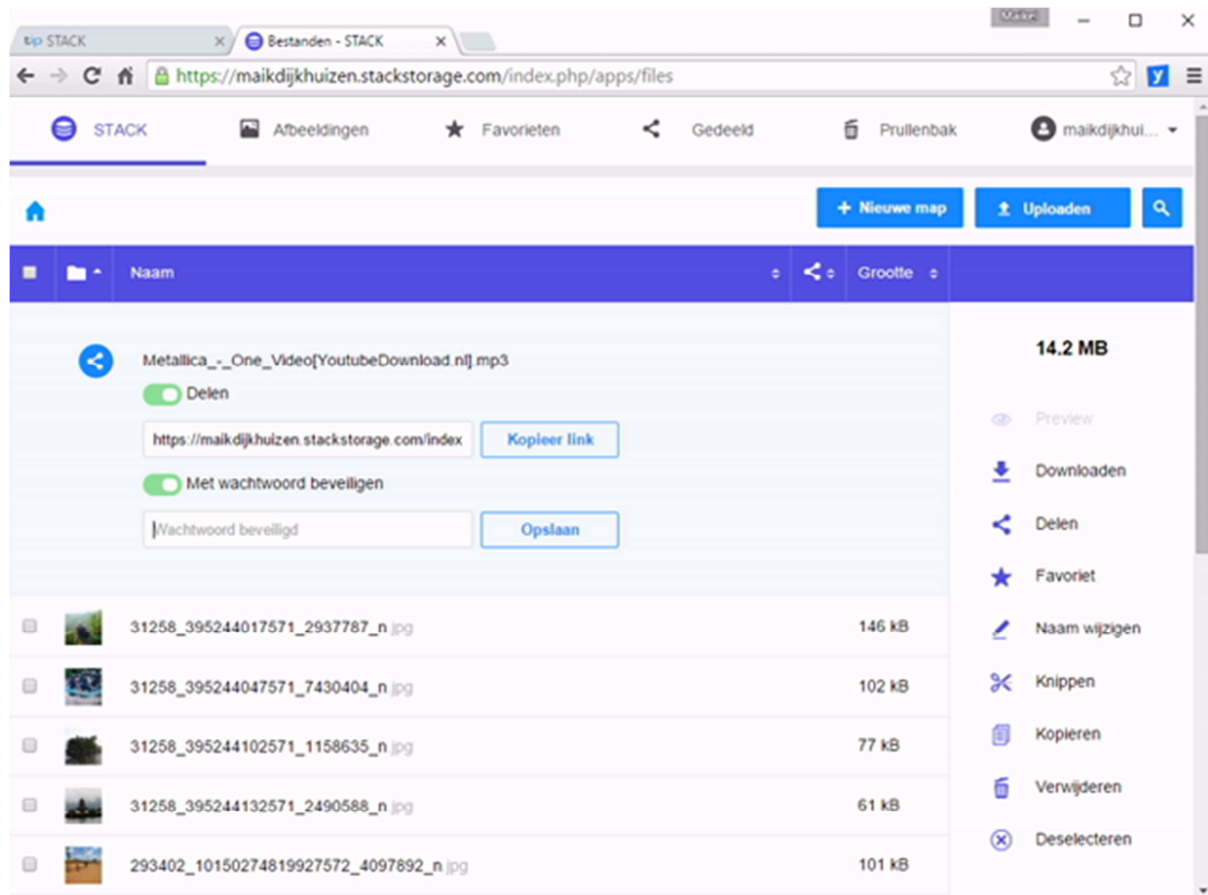 Maikel
tip STACK
Bestanden - STACK
https://maikdijkhuizen.stackstorage.com/index.php/apps/files
STACK Afbeeldingen Favorieten Gedeeld Prullenbak maikdijkhui...
+ Nieuwe map Uploaden
Naam Grootte
14.2 MB
Metallica_-_One_Video[YoutubeDownload.nl].mp3
Delen
https://maikdijkhuizen.stackstorage.com/index Kopieer link
Met wachtwoord beveiligen
Wachtwoord beveiligd Opslaan
Preview
Downloaden
Delen
Favoriet
Naam wijzigen
Knippen
Kopieren
Verwijderen
Deselecteren
31258_395244017571_2937787_n.jpg 146 kB
31258_395244047571_7430404_n.jpg 102 kB
31258_395244102571_1158635_n.jpg 77 kB
31258_395244132571_2490588_n.jpg 61 kB
293402_10150274819927572_4097892_n.jpg 101 kB